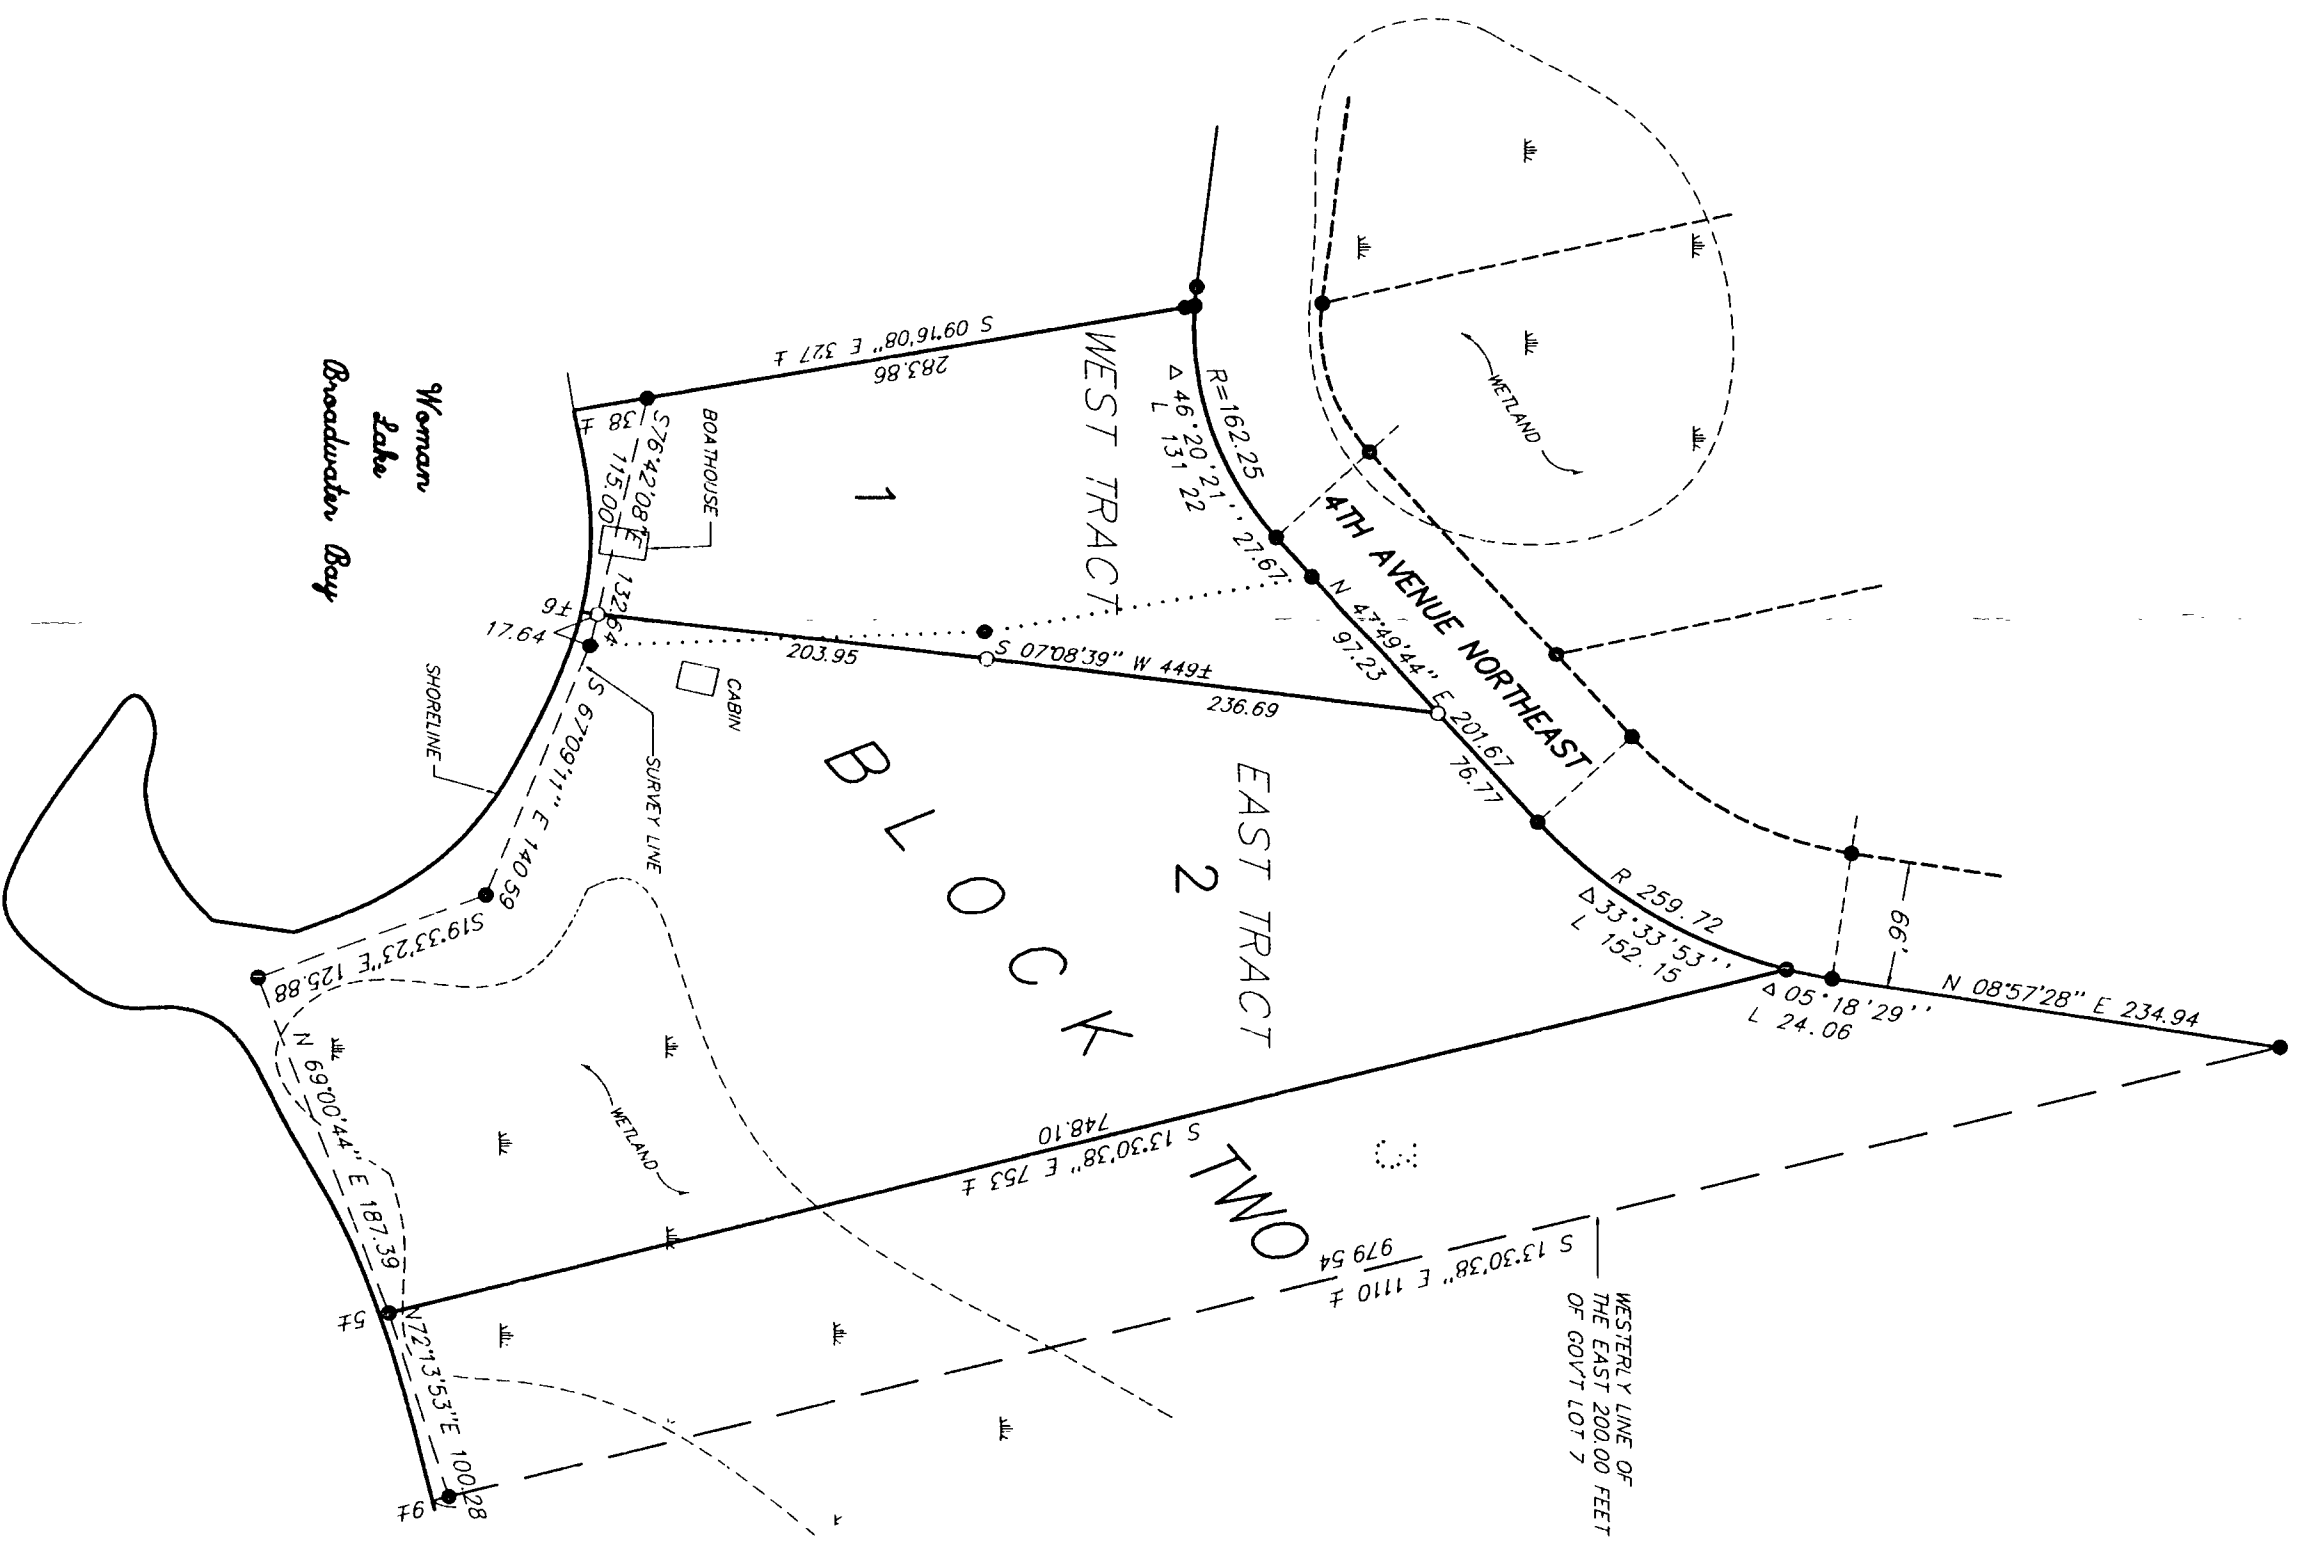 Woman
Lake
Broadwater Bay
WETLAND
4TH AVENUE NORTHEAST
R=162.25
Δ 46°20'21''
L 131 22
27.67
N 47°49'44" E 201.67
97.23
76.77
R 259.72
Δ 33°33'53''
L 152.15
66'
Δ 05°18'29''
L 24.06
N 08°57'28" E 234.94
S 09°16'08" E 327 ±
283.86
38 ±
WEST TRACT
1
BOATHOUSE
S76°42'08"E 132.64
115.00
17.64
SHORELINE
SURVEY LINE
CABIN
S 07°08'39" W 449±
203.95
236.69
EAST TRACT
2
BLOCK
TWO
S 67°09'11" E 140.59
S19°33'23"E 125.88
N 69°00'44" E 187.39
WETLAND
748.10
S 13°30'38" E 753 ±
5±
N72°13'53"E 100.28
9±
3
979 54
S 13°30'38" E 1110 ±
WESTERLY LINE OF
THE EAST 200.00 FEET
OF GOV'T LOT 7